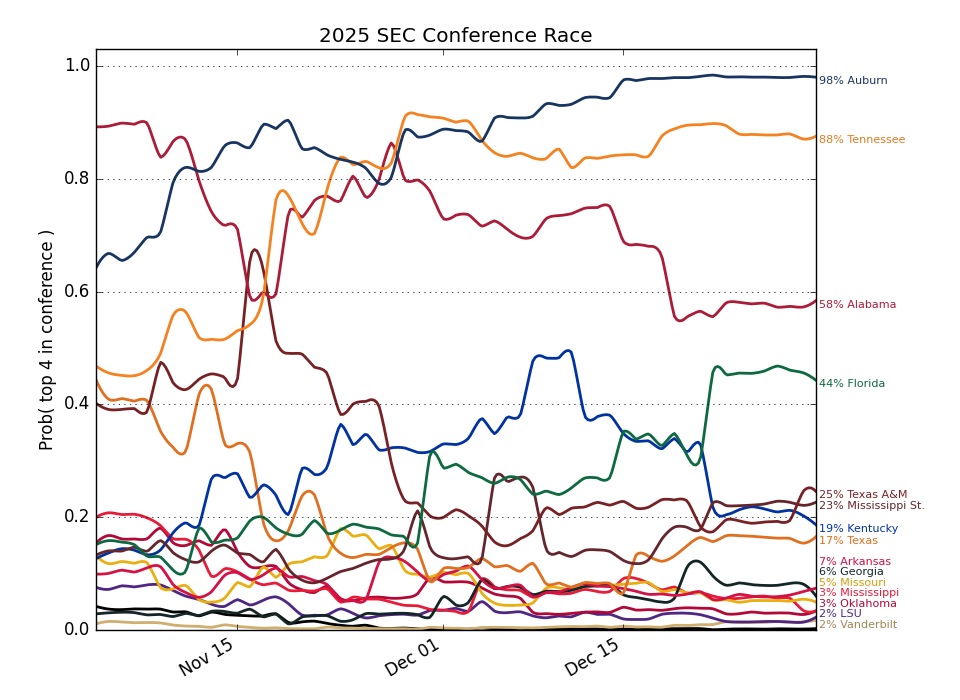 2025 SEC Conference Race
Prob( top 4 in conference )
1.0
0.8
0.6
0.4
0.2
0.0
Nov 15
Dec 01
Dec 15
98% Auburn
88% Tennessee
58% Alabama
44% Florida
25% Texas A&M
23% Mississippi St.
19% Kentucky
17% Texas
7% Arkansas
6% Georgia
5% Missouri
3% Mississippi
3% Oklahoma
2% LSU
2% Vanderbilt